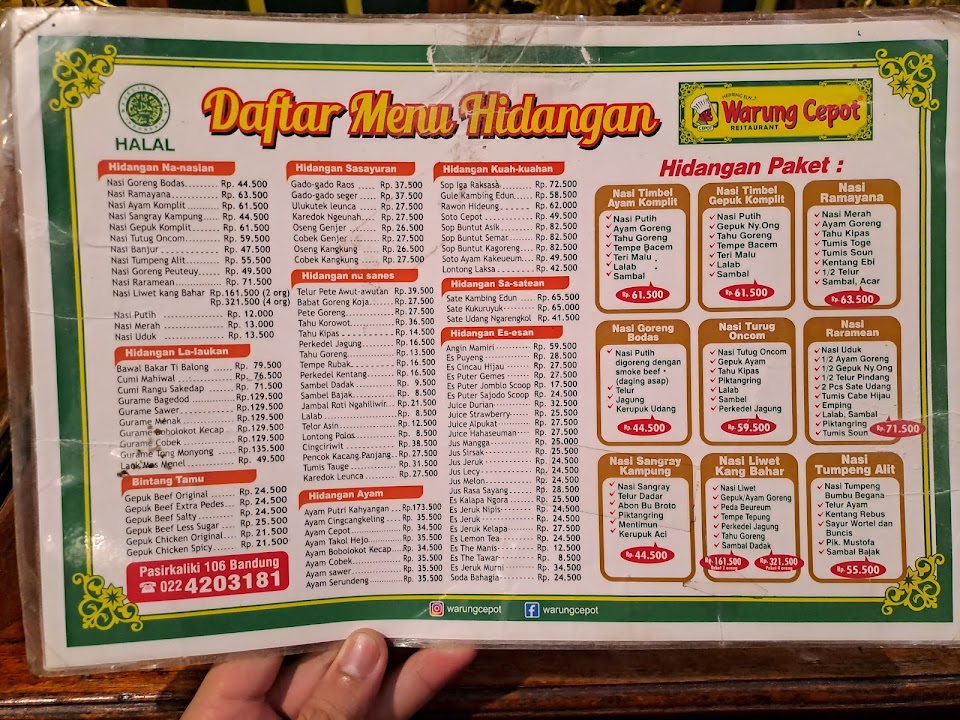 HALAL
Daftar Menu Hidangan
Warung Cepot
RESTAURANT
CEPOT
Hidangan Na-nasian
Nasi Goreng Bodas Rp. 44.500
Nasi Ramayana Rp. 63.500
Nasi Ayam Komplit Rp. 61.500
Nasi Sangray Kampung Rp. 44.500
Nasi Gepuk Komplit Rp. 61.500
Nasi Tutug Oncom Rp. 59.500
Nasi Banjur Rp. 47.500
Nasi Tumpeng Alit Rp. 55.500
Nasi Goreng Peuteuy Rp. 49.500
Nasi Raramean Rp. 71.500
Nasi Liwet kang Bahar Rp.161.500 (2 org)
Rp.321.500 (4 org)
Nasi Putih Rp. 12.000
Nasi Merah Rp. 13.000
Nasi Uduk Rp. 13.500
Hidangan La-laukan
Bawal Bakar Ti Balong Rp. 79.500
Cumi Mahiwal Rp. 76.500
Cumi Rangu Sakedap Rp. 71.500
Gurame Bagedod Rp.129.500
Gurame Sawer Rp.129.500
Gurame Menak Rp.129.500
Gurame Bobolokot Kecap Rp.129.500
Gurame Cobek Rp.129.500
Gurame Tung Monyong Rp.135.500
Lauk Mas Menel Rp. 49.500
Bintang Tamu
Gepuk Beef Original Rp. 24.500
Gepuk Beef Extra Pedes Rp. 24.500
Gepuk Beef Salty Rp. 25.500
Gepuk Beef Less Sugar Rp. 24.500
Gepuk Chicken Original Rp. 21.500
Gepuk Chicken Spicy Rp. 21.500
Pasirkaliki 106 Bandung
022 4203181
Hidangan Sasayuran
Gado-gado Raos Rp. 37.500
Gado-gado seger Rp. 37.500
Ulukutek leunca Rp. 27.500
Karedok Ngeunah Rp. 27.500
Oseng Genjer Rp. 26.500
Cobek Genjer Rp. 27.500
Oseng Kangkung Rp. 26.500
Cobek Kangkung Rp. 27.500
Hidangan nu sanes
Telur Pete Awut-awutan Rp.39.500
Babat Goreng Koja Rp. 27.500
Pete Goreng Rp. 27.500
Tahu Korowot Rp. 36.500
Tahu Kipas Rp. 14.500
Perkedel Jagung Rp. 16.500
Tahu Goreng Rp. 13.500
Tempe Rubak Rp. 16.500
Perkedel Kentang Rp. 16.500
Sambel Dadak Rp. 9.500
Sambel Bajak Rp. 8.500
Jambal Roti Ngahiliwir Rp. 21.500
Lalab Rp. 8.500
Telor Asin Rp. 12.500
Lontong Polos Rp. 8.500
Cingciriwit Rp. 38.500
Pencok Kacang.Panjang Rp. 27.500
Tumis Tauge Rp. 31.500
Karedok Leunca Rp. 27.500
Hidangan Ayam
Ayam Putri Kahyangan Rp.173.500
Ayam Cingcangkeling Rp. 35.500
Ayam Cepot Rp. 34.500
Ayam Takol Hejo Rp. 35.500
Ayam Bobolokot Kecap Rp. 34.500
Ayam Cobek Rp. 35.500
Ayam sawer Rp. 35.500
Ayam Serundeng Rp. 35.500
Hidangan Kuah-kuahan
Sop Iga Raksasa Rp. 72.500
Gule Kambing Edun Rp. 58.500
Rawon Hideung Rp. 62.000
Soto Cepot Rp. 49.500
Sop Buntut Asik Rp. 82.500
Sop Buntut Semar Rp. 82.500
Sop Buntut Kagoreng Rp. 82.500
Soto Ayam Kakeueum Rp. 49.500
Lontong Laksa Rp. 42.500
Hidangan Sa-satean
Sate Kambing Edun Rp. 65.500
Sate Kukuruyuk Rp. 65.000
Sate Udang Ngarengkol Rp. 41.500
Hidangan Es-esan
Angin Mamiri Rp. 59.500
Es Puyeng Rp. 28.500
Es Cincau Hijau Rp. 27.500
Es Puter Gemes Rp. 27.500
Es Puter Jomblo Scoop Rp. 17.500
Es Puter Sajodo Scoop Rp. 24.500
Juice Durian Rp. 32.500
Juice Strawberry Rp. 25.500
Juice Alpukat Rp. 27.500
Juice Hahaseuman Rp. 27.500
Jus Mangga Rp. 25.000
Jus Sirsak Rp. 25.500
Jus Jeruk Rp. 24.500
Jus Lecy Rp. 24.500
Jus Melon Rp. 24.500
Jus Rasa Sayang Rp. 28.500
Es Kalapa Ngora Rp. 25.500
Es Jeruk Nipis Rp. 24.500
Es Jeruk Rp. 24.500
Es Jeruk Kelapa Rp. 27.500
Es Lemon Tea Rp. 24.500
Es The Manis Rp. 12.500
Es The Tawar Rp. 8.500
Es Jeruk Murni Rp. 34.500
Soda Bahagia Rp. 24.500
warungcepot
warungcepot
Hidangan Paket :
Nasi Timbel
Ayam Komplit
Nasi Putih
Ayam Goreng
Tahu Goreng
Tempe Bacem
Teri Malu
Lalab
Sambal
Rp. 61.500
Nasi Timbel
Gepuk Komplit
Nasi Putih
Gepuk Ny.Ong
Tahu Goreng
Tempe Bacem
Teri Malu
Lalab
Sambal
Rp. 61.500
Nasi
Ramayana
Nasi Merah
Ayam Goreng
Tahu Kipas
Tumis Toge
Tumis Soun
Kentang Ebi
1/2 Telur
Sambal, Acar
Rp. 63.500
Nasi Goreng
Bodas
Nasi Putih
digoreng dengan
smoke beef
(daging asap)
Telur
Jagung
Kerupuk Udang
Rp. 44.500
Nasi Turug
Oncom
Nasi Tutug Oncom
Gepuk Ayam
Tahu Kipas
Piktangring
Lalab
Sambal
Perkedel Jagung
Rp. 59.500
Nasi
Raramean
Nasi Uduk
1/2 Ayam Goreng
1/2 Gepuk Ny.Ong
1/2 Telur Pindang
2 Pcs Sate Udang
Tumis Cabe Hijau
Emping
Lalab, Sambal
Piktangring
Tumis Soun
Rp. 71.500
Nasi Sangray
Kampung
Nasi Sangray
Telur Dadar
Abon Bu Broto
Piktangring
Mentimun
Kerupuk Aci
Rp. 44.500
Nasi Liwet
Kang Bahar
Nasi Liwet
Gepuk/Ayam Goreng
Peda Beureum
Tempe Tepung
Jagung Goreng
Tahu Goreng
Sambal Dadak
Rp. 161.500
Paket 2 orang
Rp. 321.500
Paket 4 orang
Nasi
Tumpeng Alit
Nasi Tumpeng
Bumbu Begana
Telur Ayam
Kentang Rebus
Sayur Wortel dan
Buncis
Pik. Mustofa
Sambal Bajak
Rp. 55.500